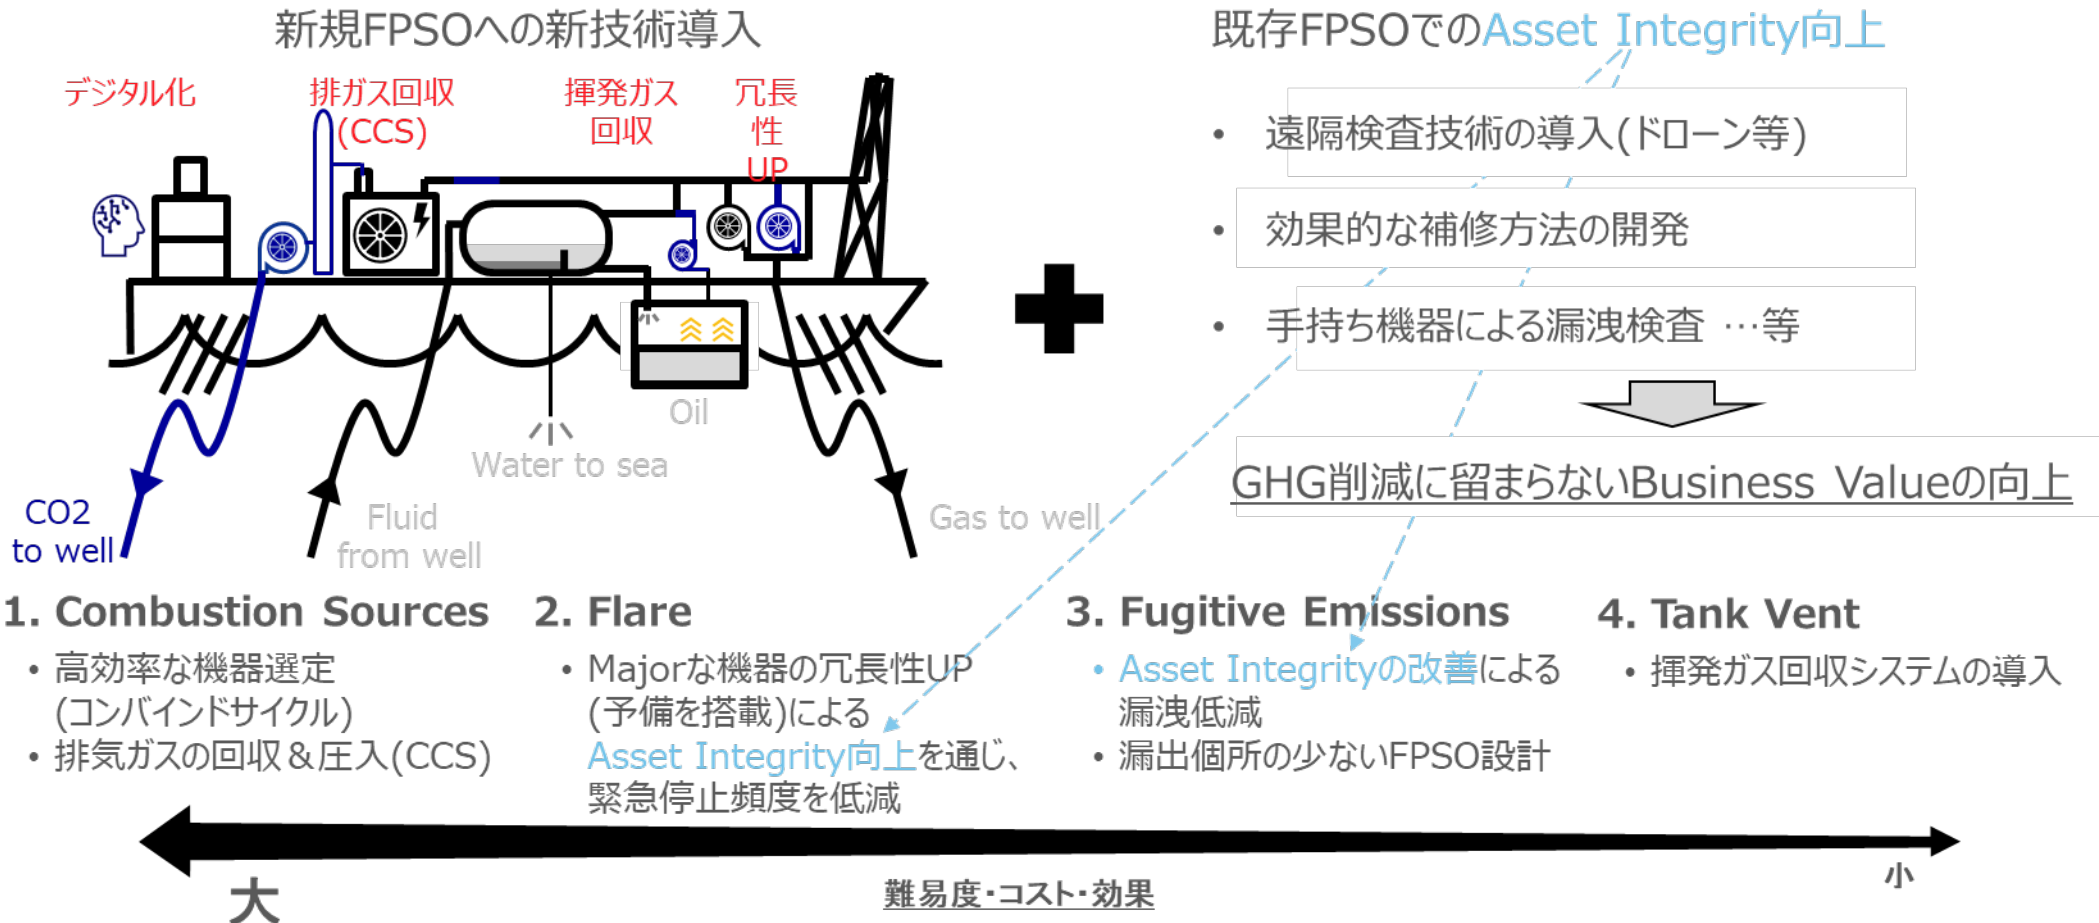 新規FPSOへの新技術導入
既存FPSOでのAsset Integrity向上
デジタル化
排ガス回収
(CCS)
揮発ガス
回収
冗長
性
UP
• 遠隔検査技術の導入(ドローン等)
• 効果的な補修方法の開発
• 手持ち機器による漏洩検査 …等
GHG削減に留まらないBusiness Valueの向上
Oil
Water to sea
CO2
to well
Fluid
from well
Gas to well
1. Combustion Sources
• 高効率な機器選定
(コンバインドサイクル)
• 排気ガスの回収＆圧入(CCS)
2. Flare
• Majorな機器の冗長性UP
(予備を搭載)による
Asset Integrity向上を通じ、
緊急停止頻度を低減
3. Fugitive Emissions
• Asset Integrityの改善による
漏洩低減
• 漏出個所の少ないFPSO設計
4. Tank Vent
• 揮発ガス回収システムの導入
大
難易度・コスト・効果
小